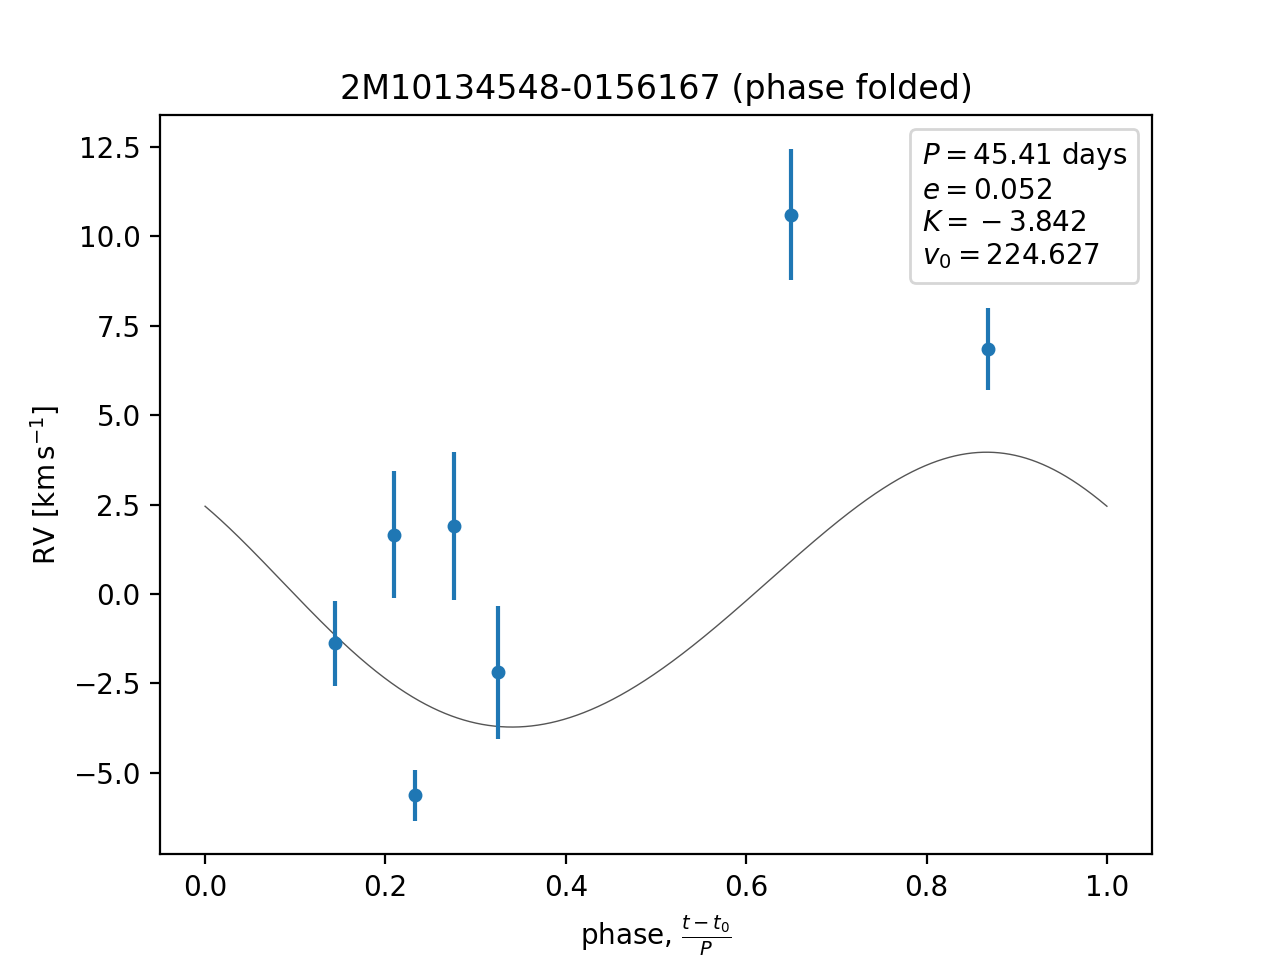 2M10134548-0156167 (phase folded)
P = 45.41 days
e = 0.052
K = −3.842
v₀ = 224.627
12.5
10.0
7.5
5.0
2.5
0.0
−2.5
−5.0
RV [km s⁻¹]
0.0 0.2 0.4 0.6 0.8 1.0
phase, (t − t₀)/P